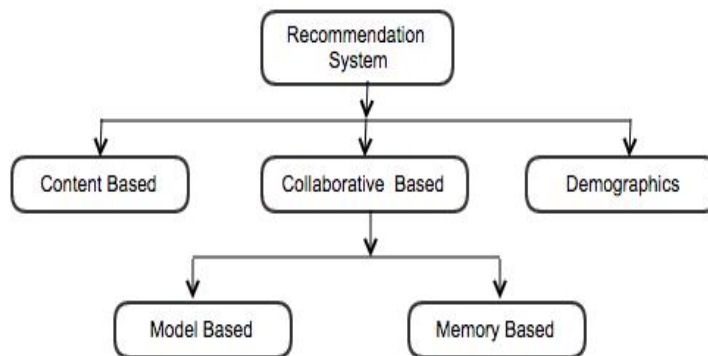 Recommendation
System
Content Based
Collaborative Based
Demographics
Model Based
Memory Based